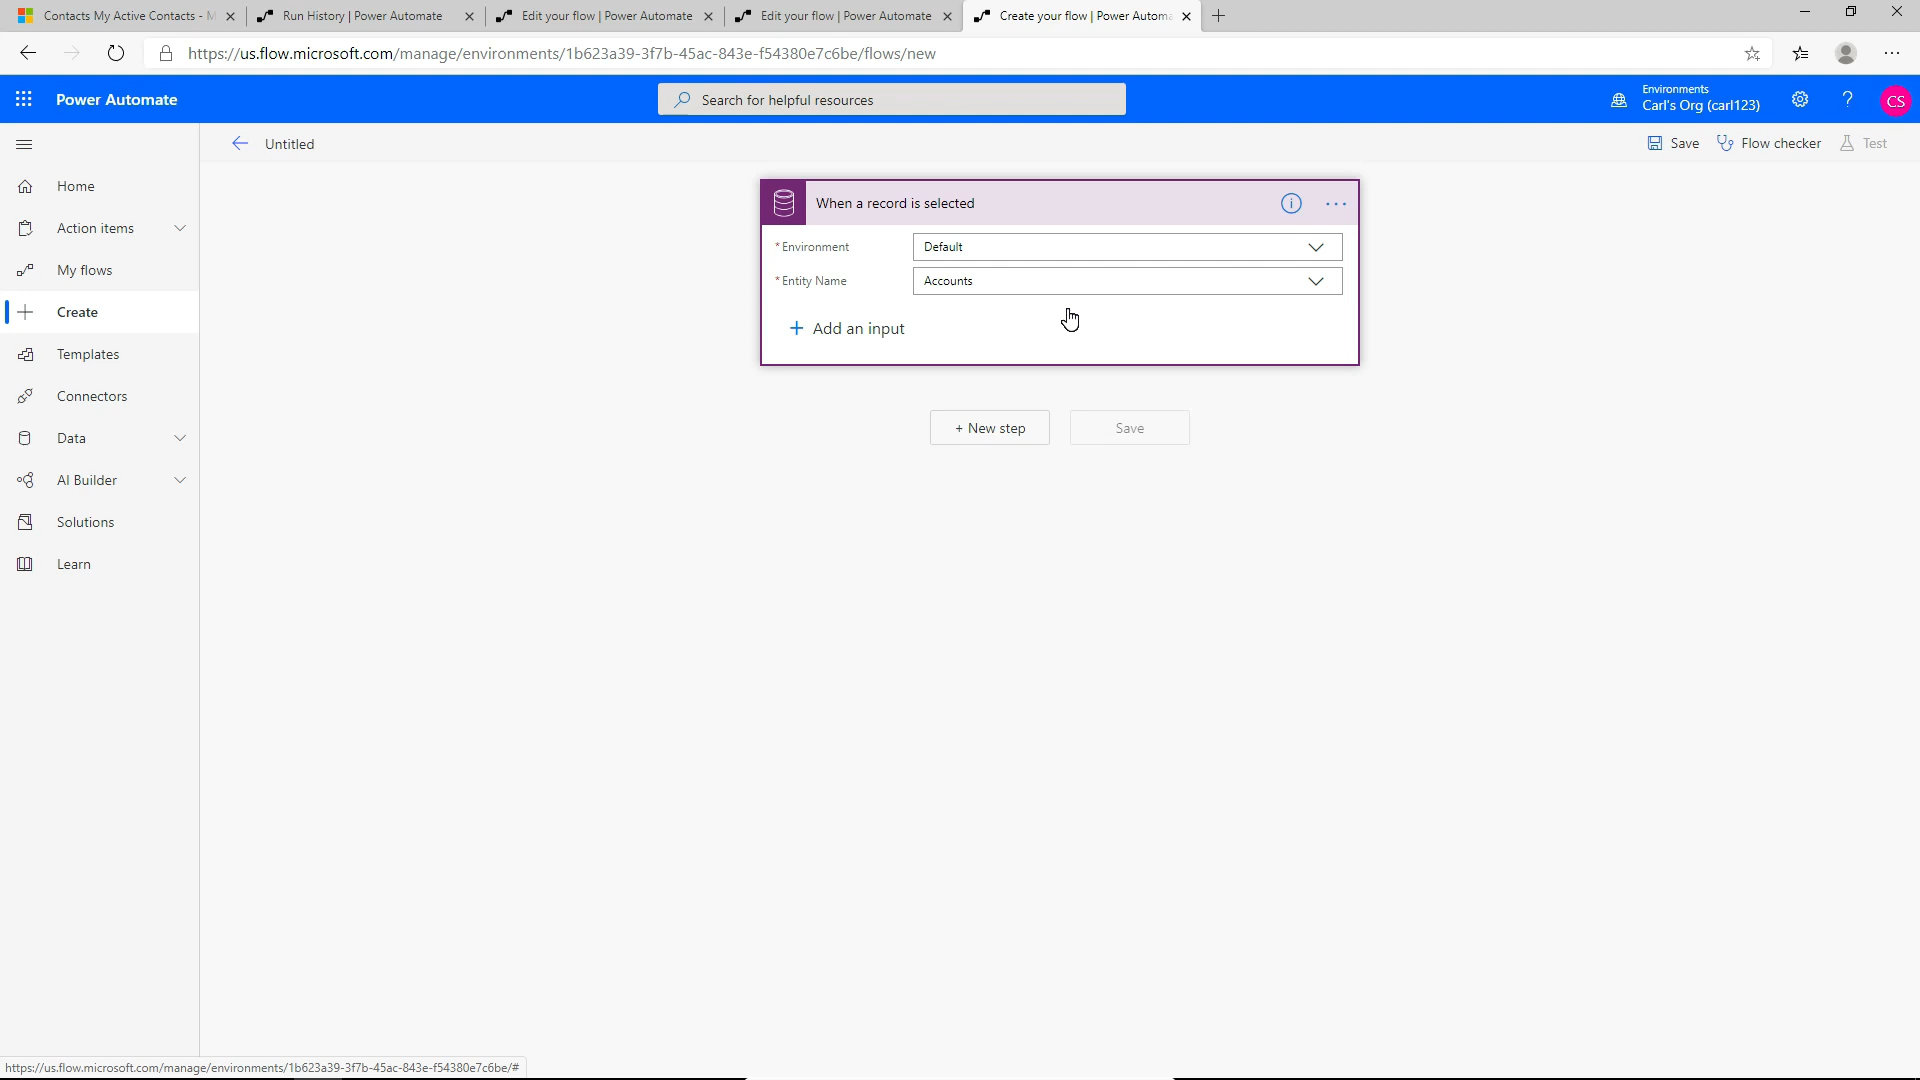 Contacts My Active Contacts - M
Run History | Power Automate
Edit your flow | Power Automate
Edit your flow | Power Automate
Create your flow | Power Autom
https://us.flow.microsoft.com/manage/environments/1b623a39-3f7b-45ac-843e-f54380e7c6be/flows/new
Power Automate
Search for helpful resources
Environments
Carl's Org (carl123)
?
CS
Untitled
Save
Flow checker
Test
Home
Action items
My flows
Create
Templates
Connectors
Data
AI Builder
Solutions
Learn
When a record is selected
* Environment
Default
* Entity Name
Accounts
+ Add an input
+ New step
Save
https://us.flow.microsoft.com/manage/environments/1b623a39-3f7b-45ac-843e-f54380e7c6be/#